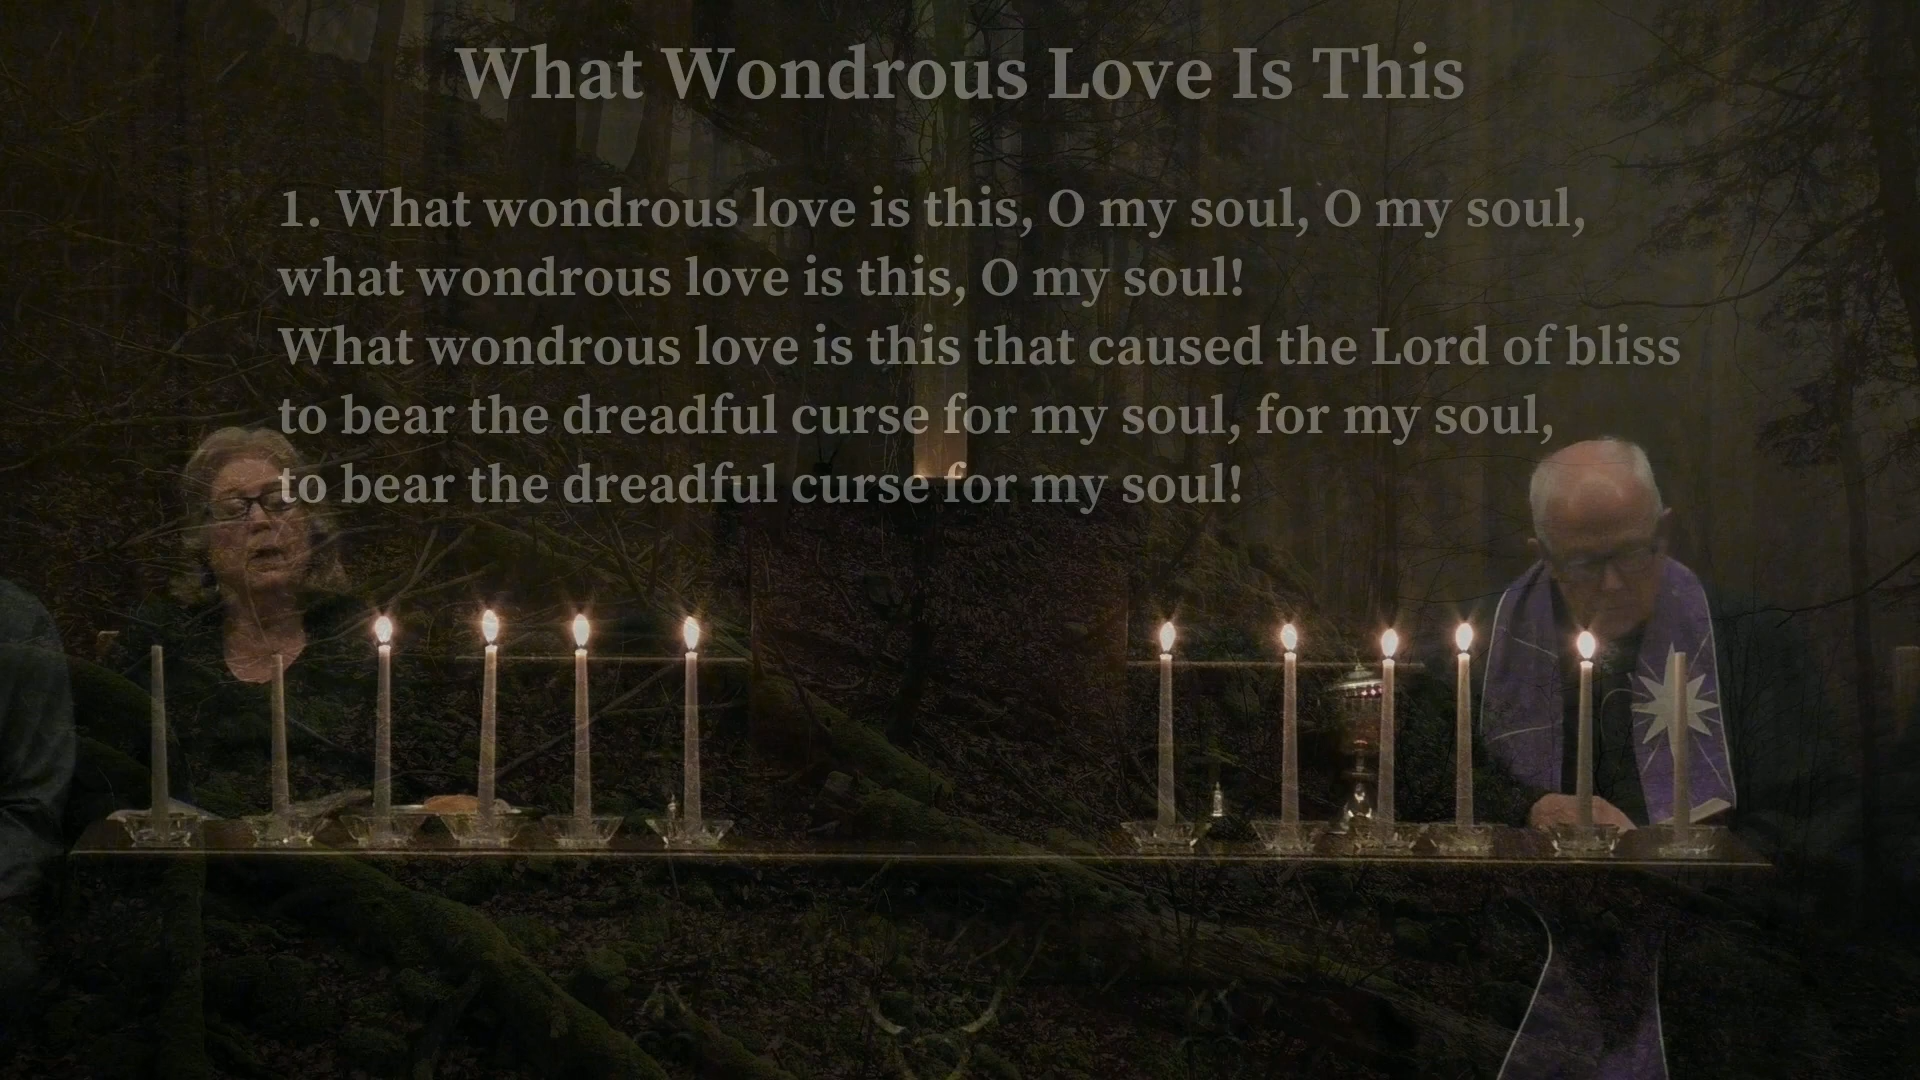 What Wondrous Love Is This
1. What wondrous love is this, O my soul, O my soul,
what wondrous love is this, O my soul!
What wondrous love is this that caused the Lord of bliss
to bear the dreadful curse for my soul, for my soul,
to bear the dreadful curse for my soul!